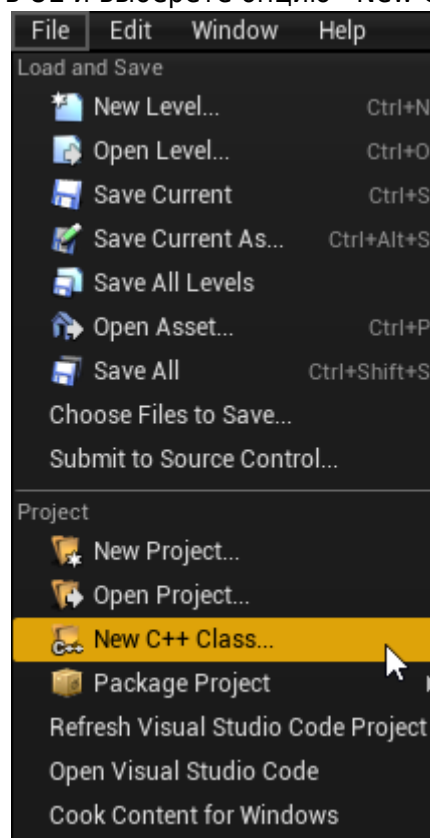 File Edit Window Help
Load and Save
New Level... Ctrl+N
Open Level... Ctrl+O
Save Current Ctrl+S
Save Current As... Ctrl+Alt+S
Save All Levels
Open Asset... Ctrl+P
Save All Ctrl+Shift+S
Choose Files to Save...
Submit to Source Control...
Project
New Project...
Open Project...
C++ New C++ Class...
Package Project
Refresh Visual Studio Code Project
Open Visual Studio Code
Cook Content for Windows